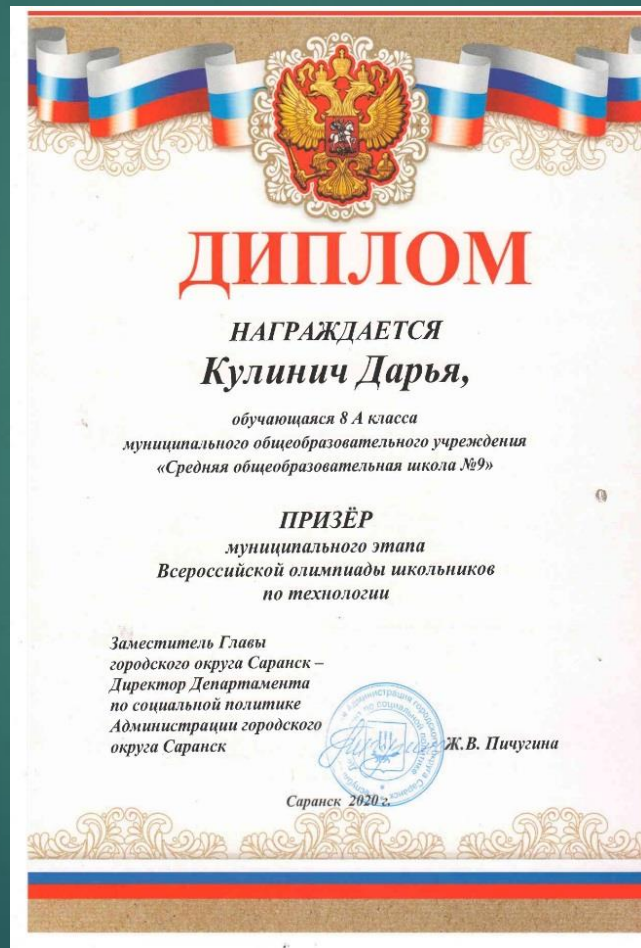 ДИПЛОМ
НАГРАЖДАЕТСЯ
Кулинич Дарья,
обучающаяся 8 А класса
муниципального общеобразовательного учреждения
«Средняя общеобразовательная школа №9»
ПРИЗЁР
муниципального этапа
Всероссийской олимпиады школьников
по технологии
Заместитель Главы
городского округа Саранск –
Директор Департамента
по социальной политике
Администрации городского
округа Саранск
Ж.В. Пичугина
Саранск 2020 г.